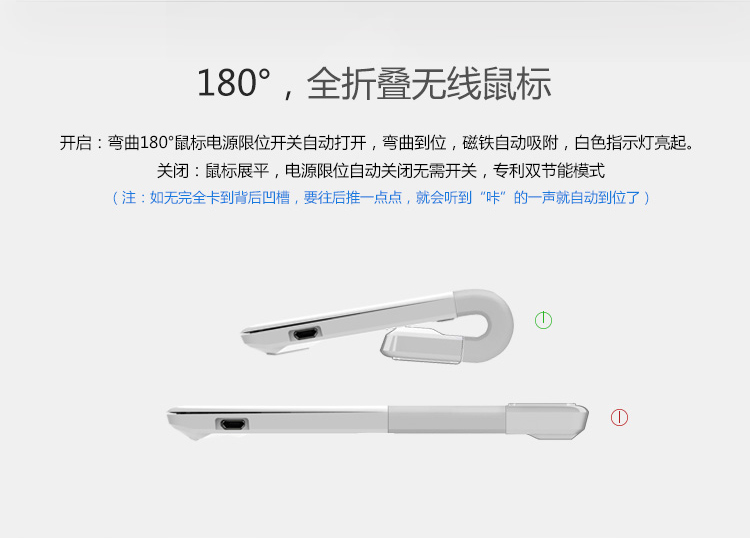 180°，全折叠无线鼠标
开启：弯曲180°鼠标电源限位开关自动打开，弯曲到位，磁铁自动吸附，白色指示灯亮起。
关闭：鼠标展平，电源限位自动关闭无需开关，专利双节能模式
（注：如无完全卡到背后凹槽，要往后推一点点，就会听到“咔”的一声就自动到位了）